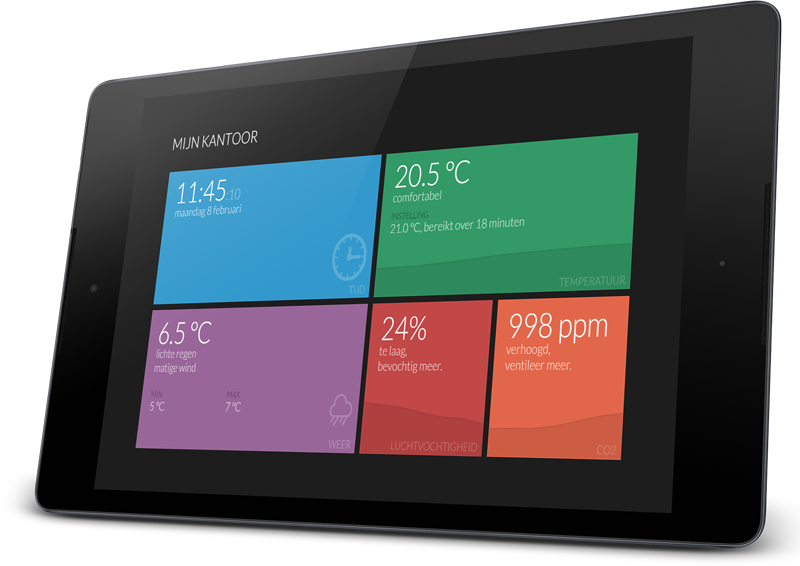 MIJN KANTOOR
11:45:10
maandag 8 februari
TIJD
20.5 °C
comfortabel
INSTELLING
21.0 °C, bereikt over 18 minuten
TEMPERATUUR
6.5 °C
lichte regen
matige wind
MIN MAX
5 °C 7 °C
WEER
24%
te laag,
bevochtig meer.
LUCHTVOCHTIGHEID
998 ppm
verhoogd,
ventileer meer.
CO2